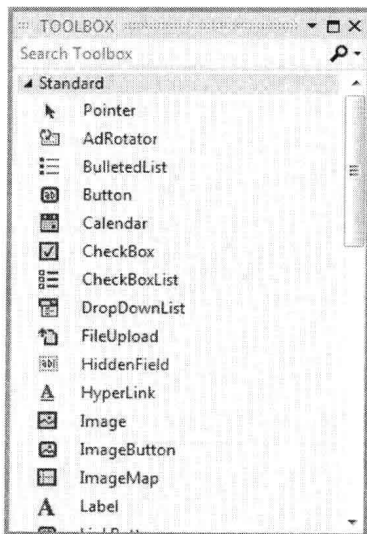 TOOLBOX
Search Toolbox
Standard
Pointer
AdRotator
BulletedList
Button
Calendar
CheckBox
CheckBoxList
DropDownList
FileUpload
HiddenField
HyperLink
Image
ImageButton
ImageMap
Label